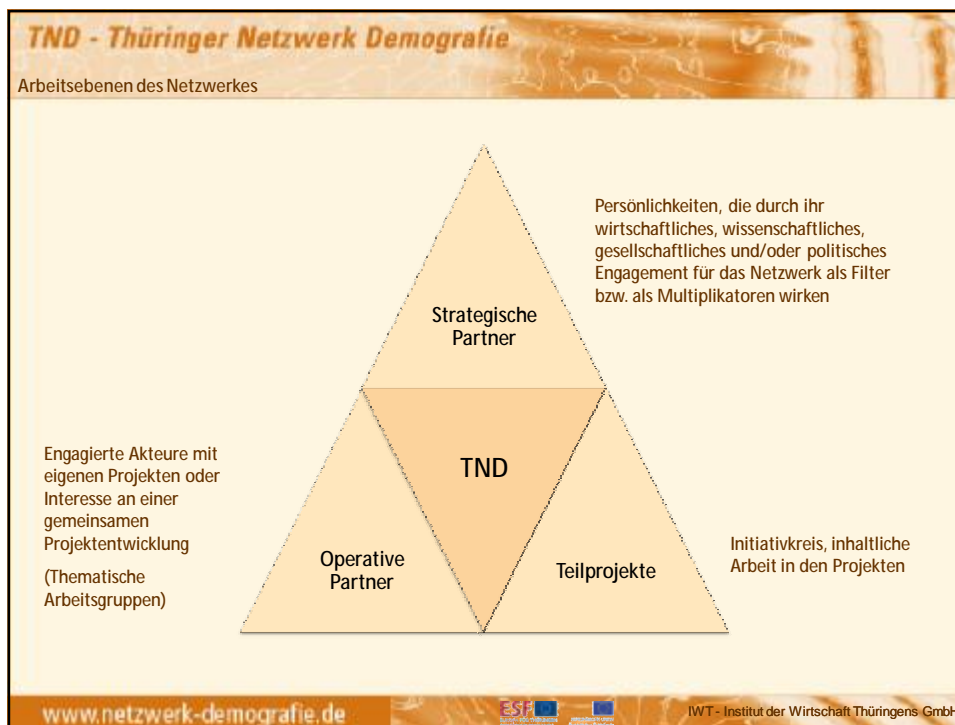 TND - Thüringer Netzwerk Demografie
Arbeitsebenen des Netzwerkes
Persönlichkeiten, die durch ihr
wirtschaftliches, wissenschaftliches,
gesellschaftliches und/oder politisches
Engagement für das Netzwerk als Filter
bzw. als Multiplikatoren wirken
Strategische
Partner
Engagierte Akteure mit
eigenen Projekten oder
Interesse an einer
gemeinsamen
Projektentwicklung
(Thematische
Arbeitsgruppen)
TND
Operative
Partner
Teilprojekte
Initiativkreis, inhaltliche
Arbeit in den Projekten
www.netzwerk-demografie.de
ESF
IWT - Institut der Wirtschaft Thüringens GmbH